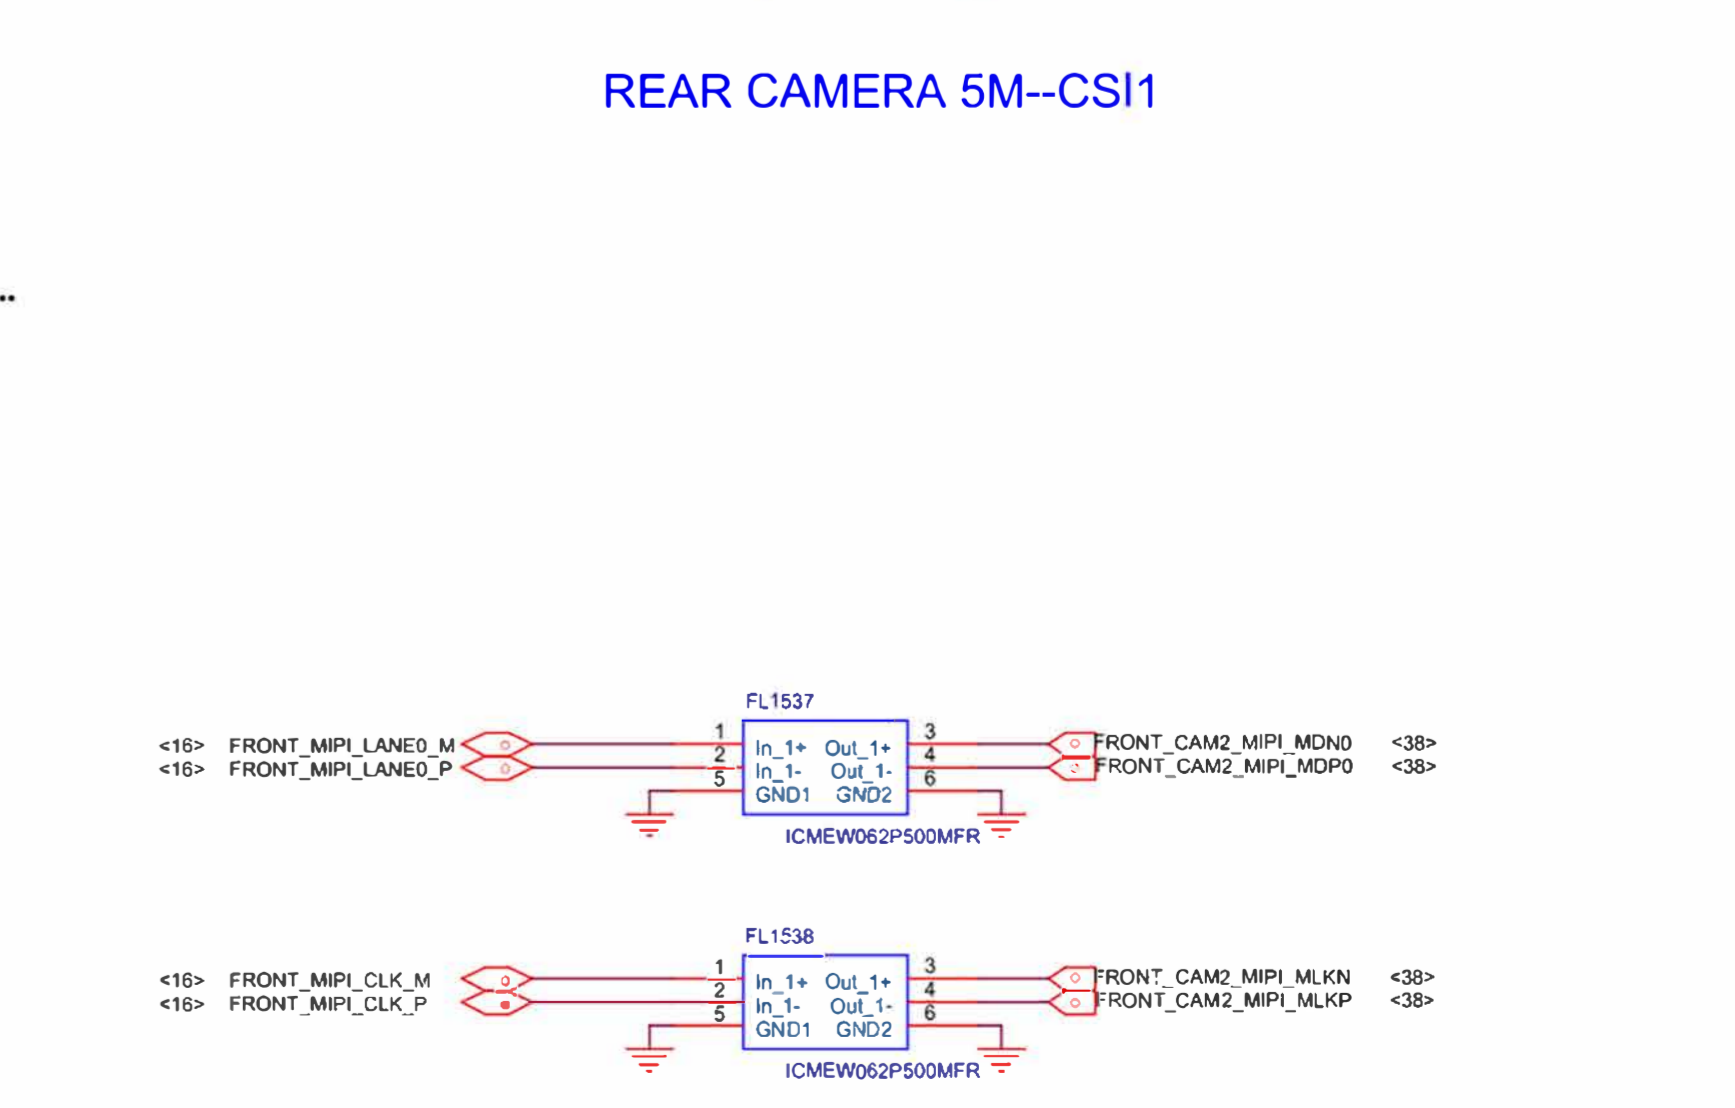 REAR CAMERA 5M--CSI1
FL1537
<16> FRONT_MIPI_LANE0_M 1 In_1+ Out_1+ 3 FRONT_CAM2_MIPI_MDN0 <38>
<16> FRONT_MIPI_LANE0_P 2 In_1- Out_1- 4 FRONT_CAM2_MIPI_MDP0 <38>
5 GND1 GND2 6
ICMEW062P500MFR
FL1538
<16> FRONT_MIPI_CLK_M 1 In_1+ Out_1+ 3 FRONT_CAM2_MIPI_MLKN <38>
<16> FRONT_MIPI_CLK_P 2 In_1- Out_1- 4 FRONT_CAM2_MIPI_MLKP <38>
5 GND1 GND2 6
ICMEW062P500MFR